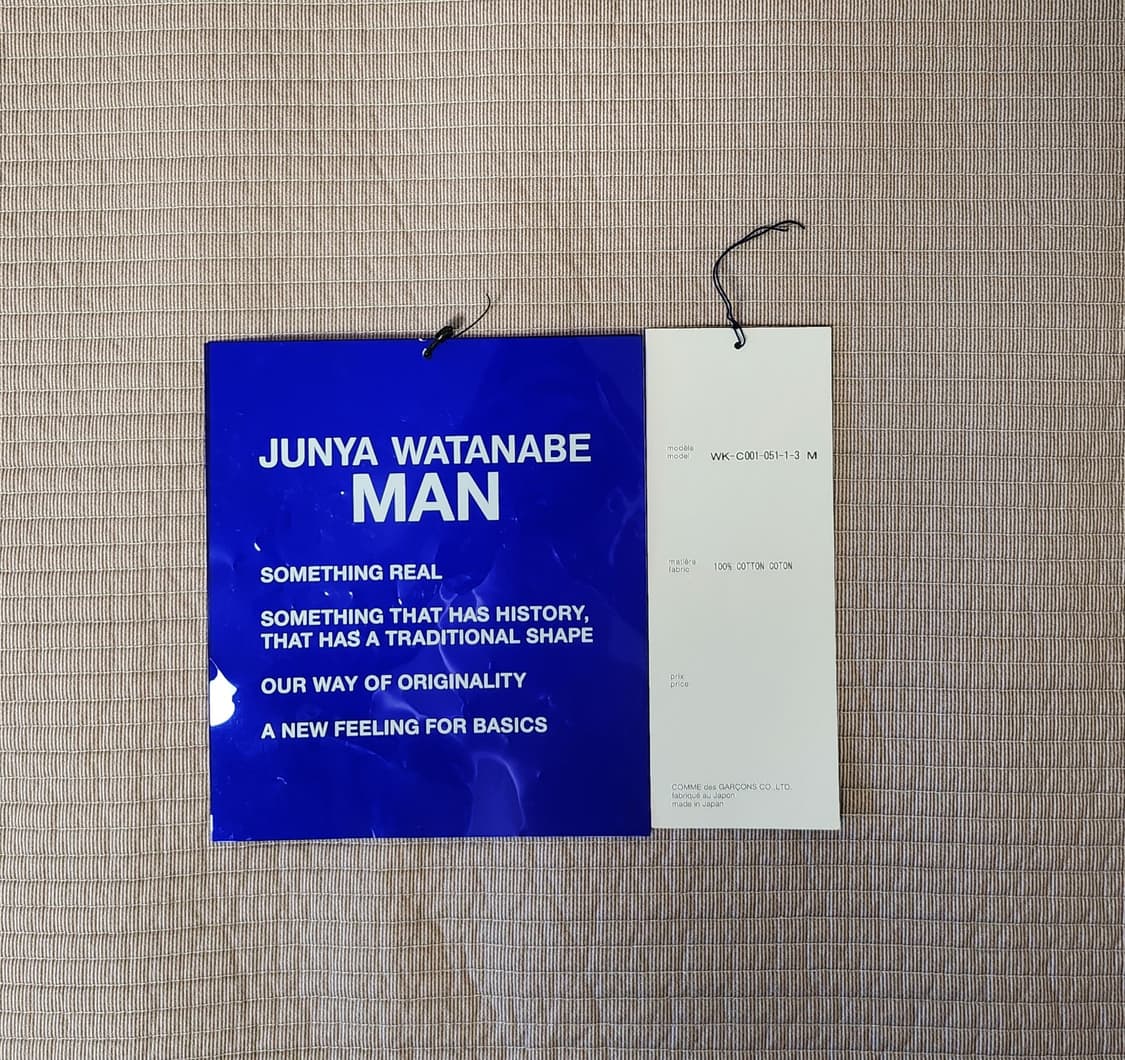 JUNYA WATANABE
MAN
SOMETHING REAL
SOMETHING THAT HAS HISTORY,
THAT HAS A TRADITIONAL SHAPE
OUR WAY OF ORIGINALITY
A NEW FEELING FOR BASICS
modèle
model
WK-C001-051-1-3 M
matière
fabric
100% COTTON COTON
prix
price
COMME des GARÇONS CO.,LTD.
fabriqué au Japon
made in Japan